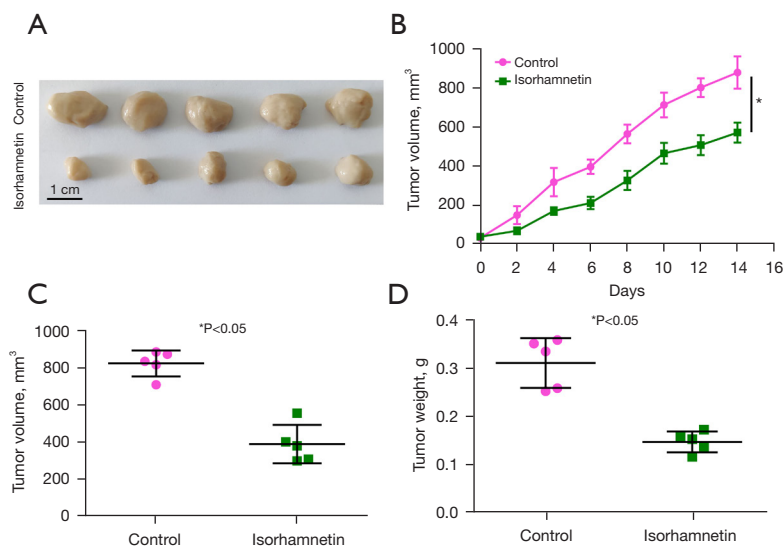 A
Control
Isorhamnetin
1 cm
B
Tumor volume, mm³
1000
800
600
400
200
0
Control
Isorhamnetin
*
0 2 4 6 8 10 12 14 16
Days
C
Tumor volume, mm³
1000
800
600
400
200
0
*P<0.05
Control Isorhamnetin
D
Tumor weight, g
0.4
0.3
0.2
0.1
0.0
*P<0.05
Control Isorhamnetin